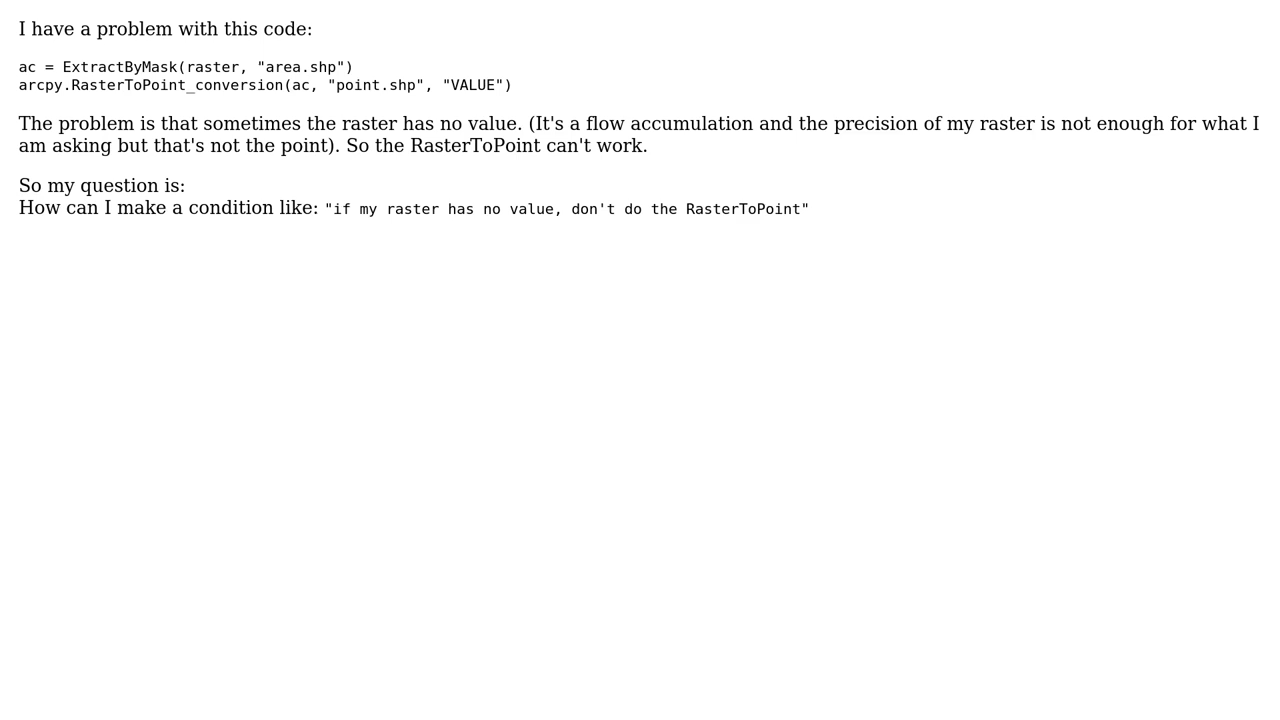 I have a problem with this code:
ac = ExtractByMask(raster, "area.shp")
arcpy.RasterToPoint_conversion(ac, "point.shp", "VALUE")
The problem is that sometimes the raster has no value. (It's a flow accumulation and the precision of my raster is not enough for what I
am asking but that's not the point). So the RasterToPoint can't work.
So my question is:
How can I make a condition like: "if my raster has no value, don't do the RasterToPoint"